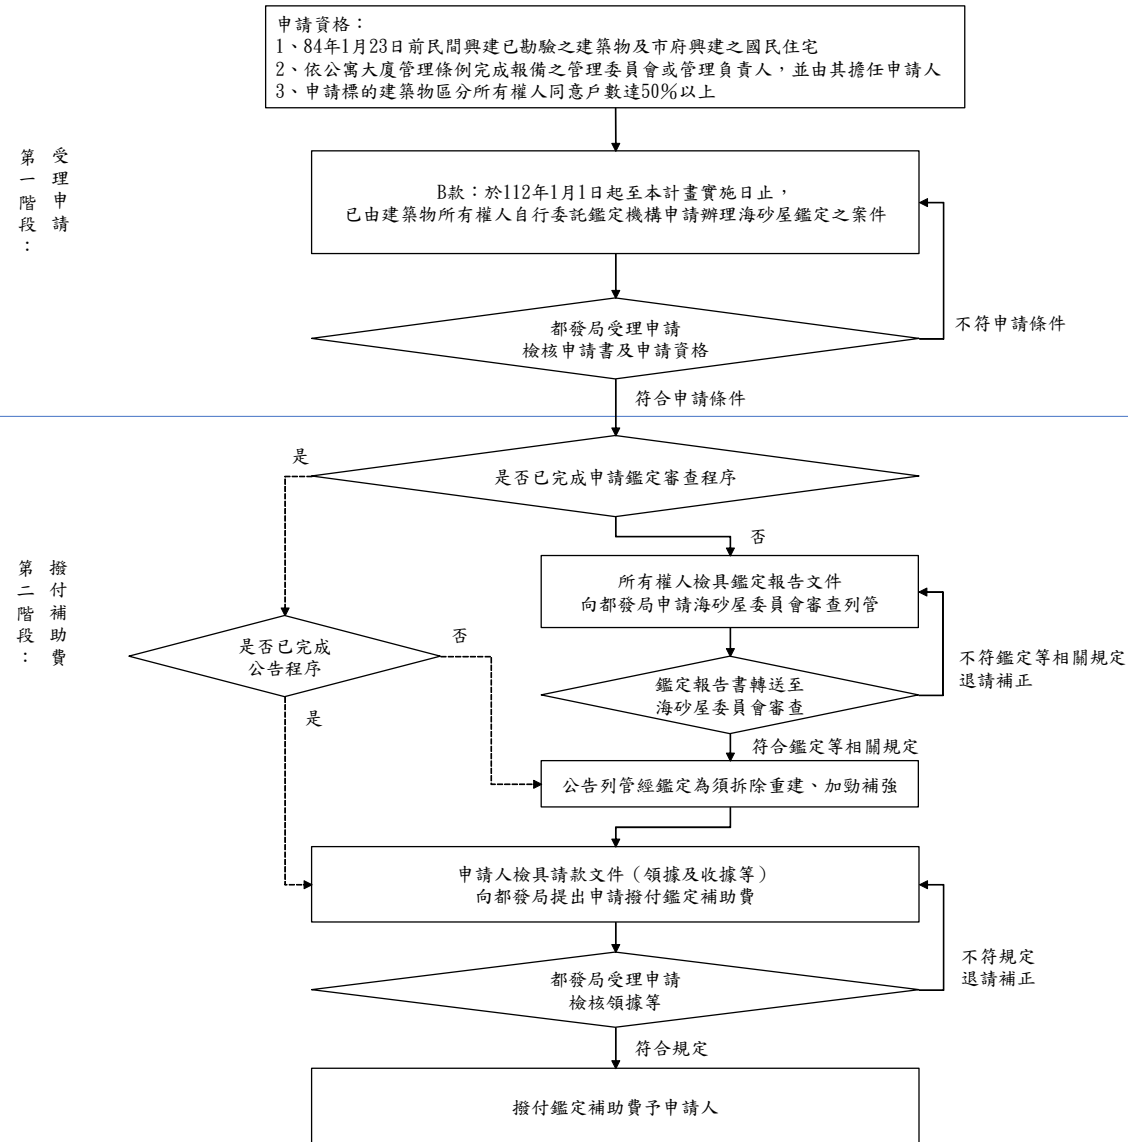 申請資格：
1、84年1月23日前民間興建已勘驗之建築物及市府興建之國民住宅
2、依公寓大廈管理條例完成報備之管理委員會或管理負責人，並由其擔任申請人
3、申請標的建築物區分所有權人同意戶數達50%以上
第一階段：
受理申請
B款：於112年1月1日起至本計畫實施日止，
已由建築物所有權人自行委託鑑定機構申請辦理海砂屋鑑定之案件
都發局受理申請
檢核申請書及申請資格
不符申請條件
符合申請條件
第二階段：
撥付補助費
是否已完成申請鑑定審查程序
是
否
所有權人檢具鑑定報告文件
向都發局申請海砂屋委員會審查列管
是否已完成
公告程序
否
是
鑑定報告書轉送至
海砂屋委員會審查
不符鑑定等相關規定
退請補正
符合鑑定等相關規定
公告列管經鑑定為須拆除重建、加勁補強
申請人檢具請款文件（領據及收據等）
向都發局提出申請撥付鑑定補助費
都發局受理申請
檢核領據等
不符規定
退請補正
符合規定
撥付鑑定補助費予申請人